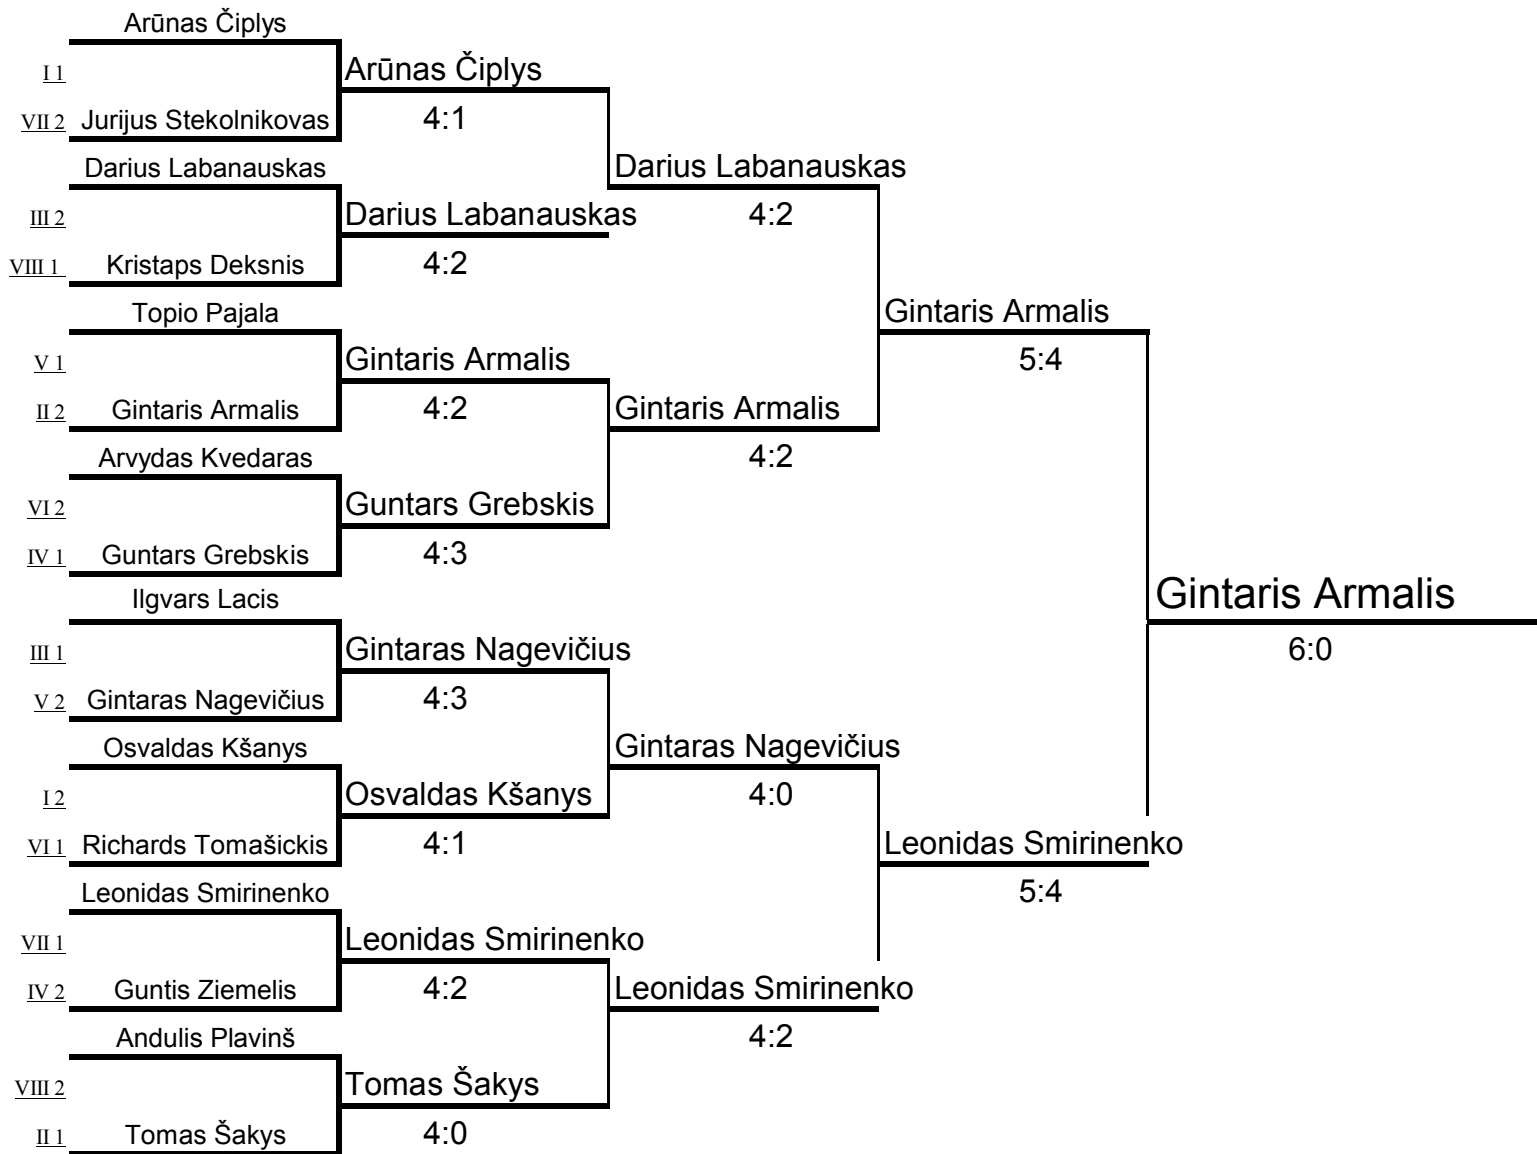 Arūnas Čiplys
I 1
Arūnas Čiplys
VII 2 Jurijus Stekolnikovas
4:1
Darius Labanauskas
Darius Labanauskas
III 2
Darius Labanauskas
4:2
VIII 1 Kristaps Deksnis
4:2
Topio Pajala
Gintaris Armalis
V 1
Gintaris Armalis
5:4
II 2 Gintaris Armalis
4:2
Gintaris Armalis
Arvydas Kvedaras
4:2
VI 2
Guntars Grebskis
IV 1 Guntars Grebskis
4:3
Ilgvars Lacis
Gintaris Armalis
III 1
Gintaras Nagevičius
6:0
V 2 Gintaras Nagevičius
4:3
Osvaldas Kšanys
Gintaras Nagevičius
I 2
Osvaldas Kšanys
4:0
VI 1 Richards Tomašickis
4:1
Leonidas Smirinenko
Leonidas Smirinenko
5:4
VII 1
Leonidas Smirinenko
IV 2 Guntis Ziemelis
4:2
Leonidas Smirinenko
Andulis Plavinš
4:2
VIII 2
Tomas Šakys
II 1 Tomas Šakys
4:0